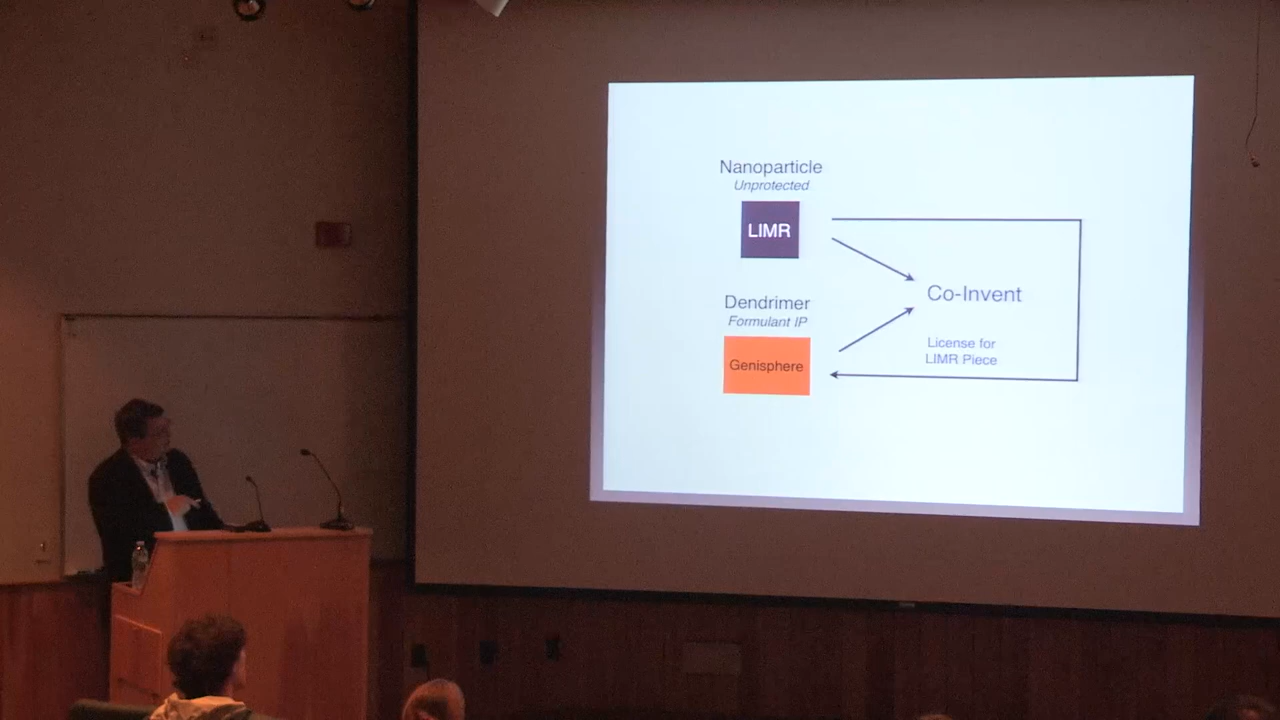 Nanoparticle
Unprotected
LIMR
Co-Invent
Dendrimer
Formulant IP
License for
LIMR Piece
Genisphere